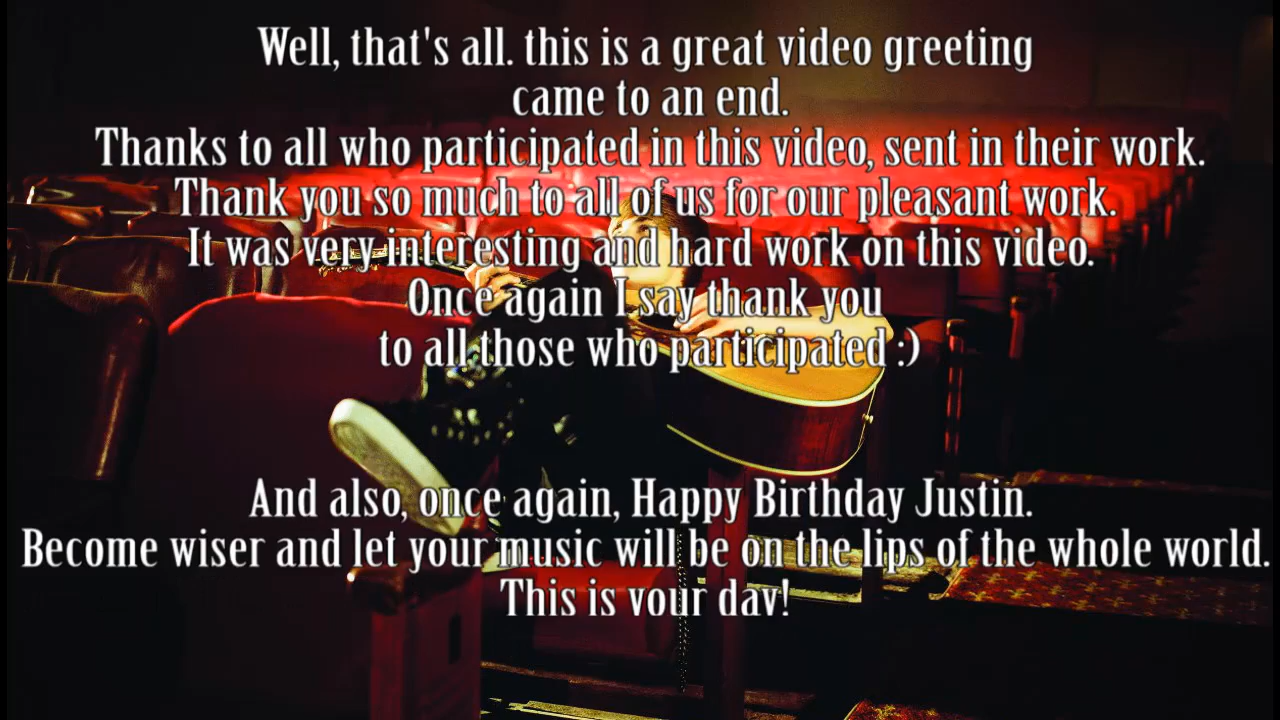 Well, that's all. this is a great video greeting
came to an end.
Thanks to all who participated in this video, sent in their work.
Thank you so much to all of us for our pleasant work.
It was very interesting and hard work on this video.
Once again I say thank you
to all those who participated :)
And also, once again, Happy Birthday Justin.
Become wiser and let your music will be on the lips of the whole world.
This is your day!